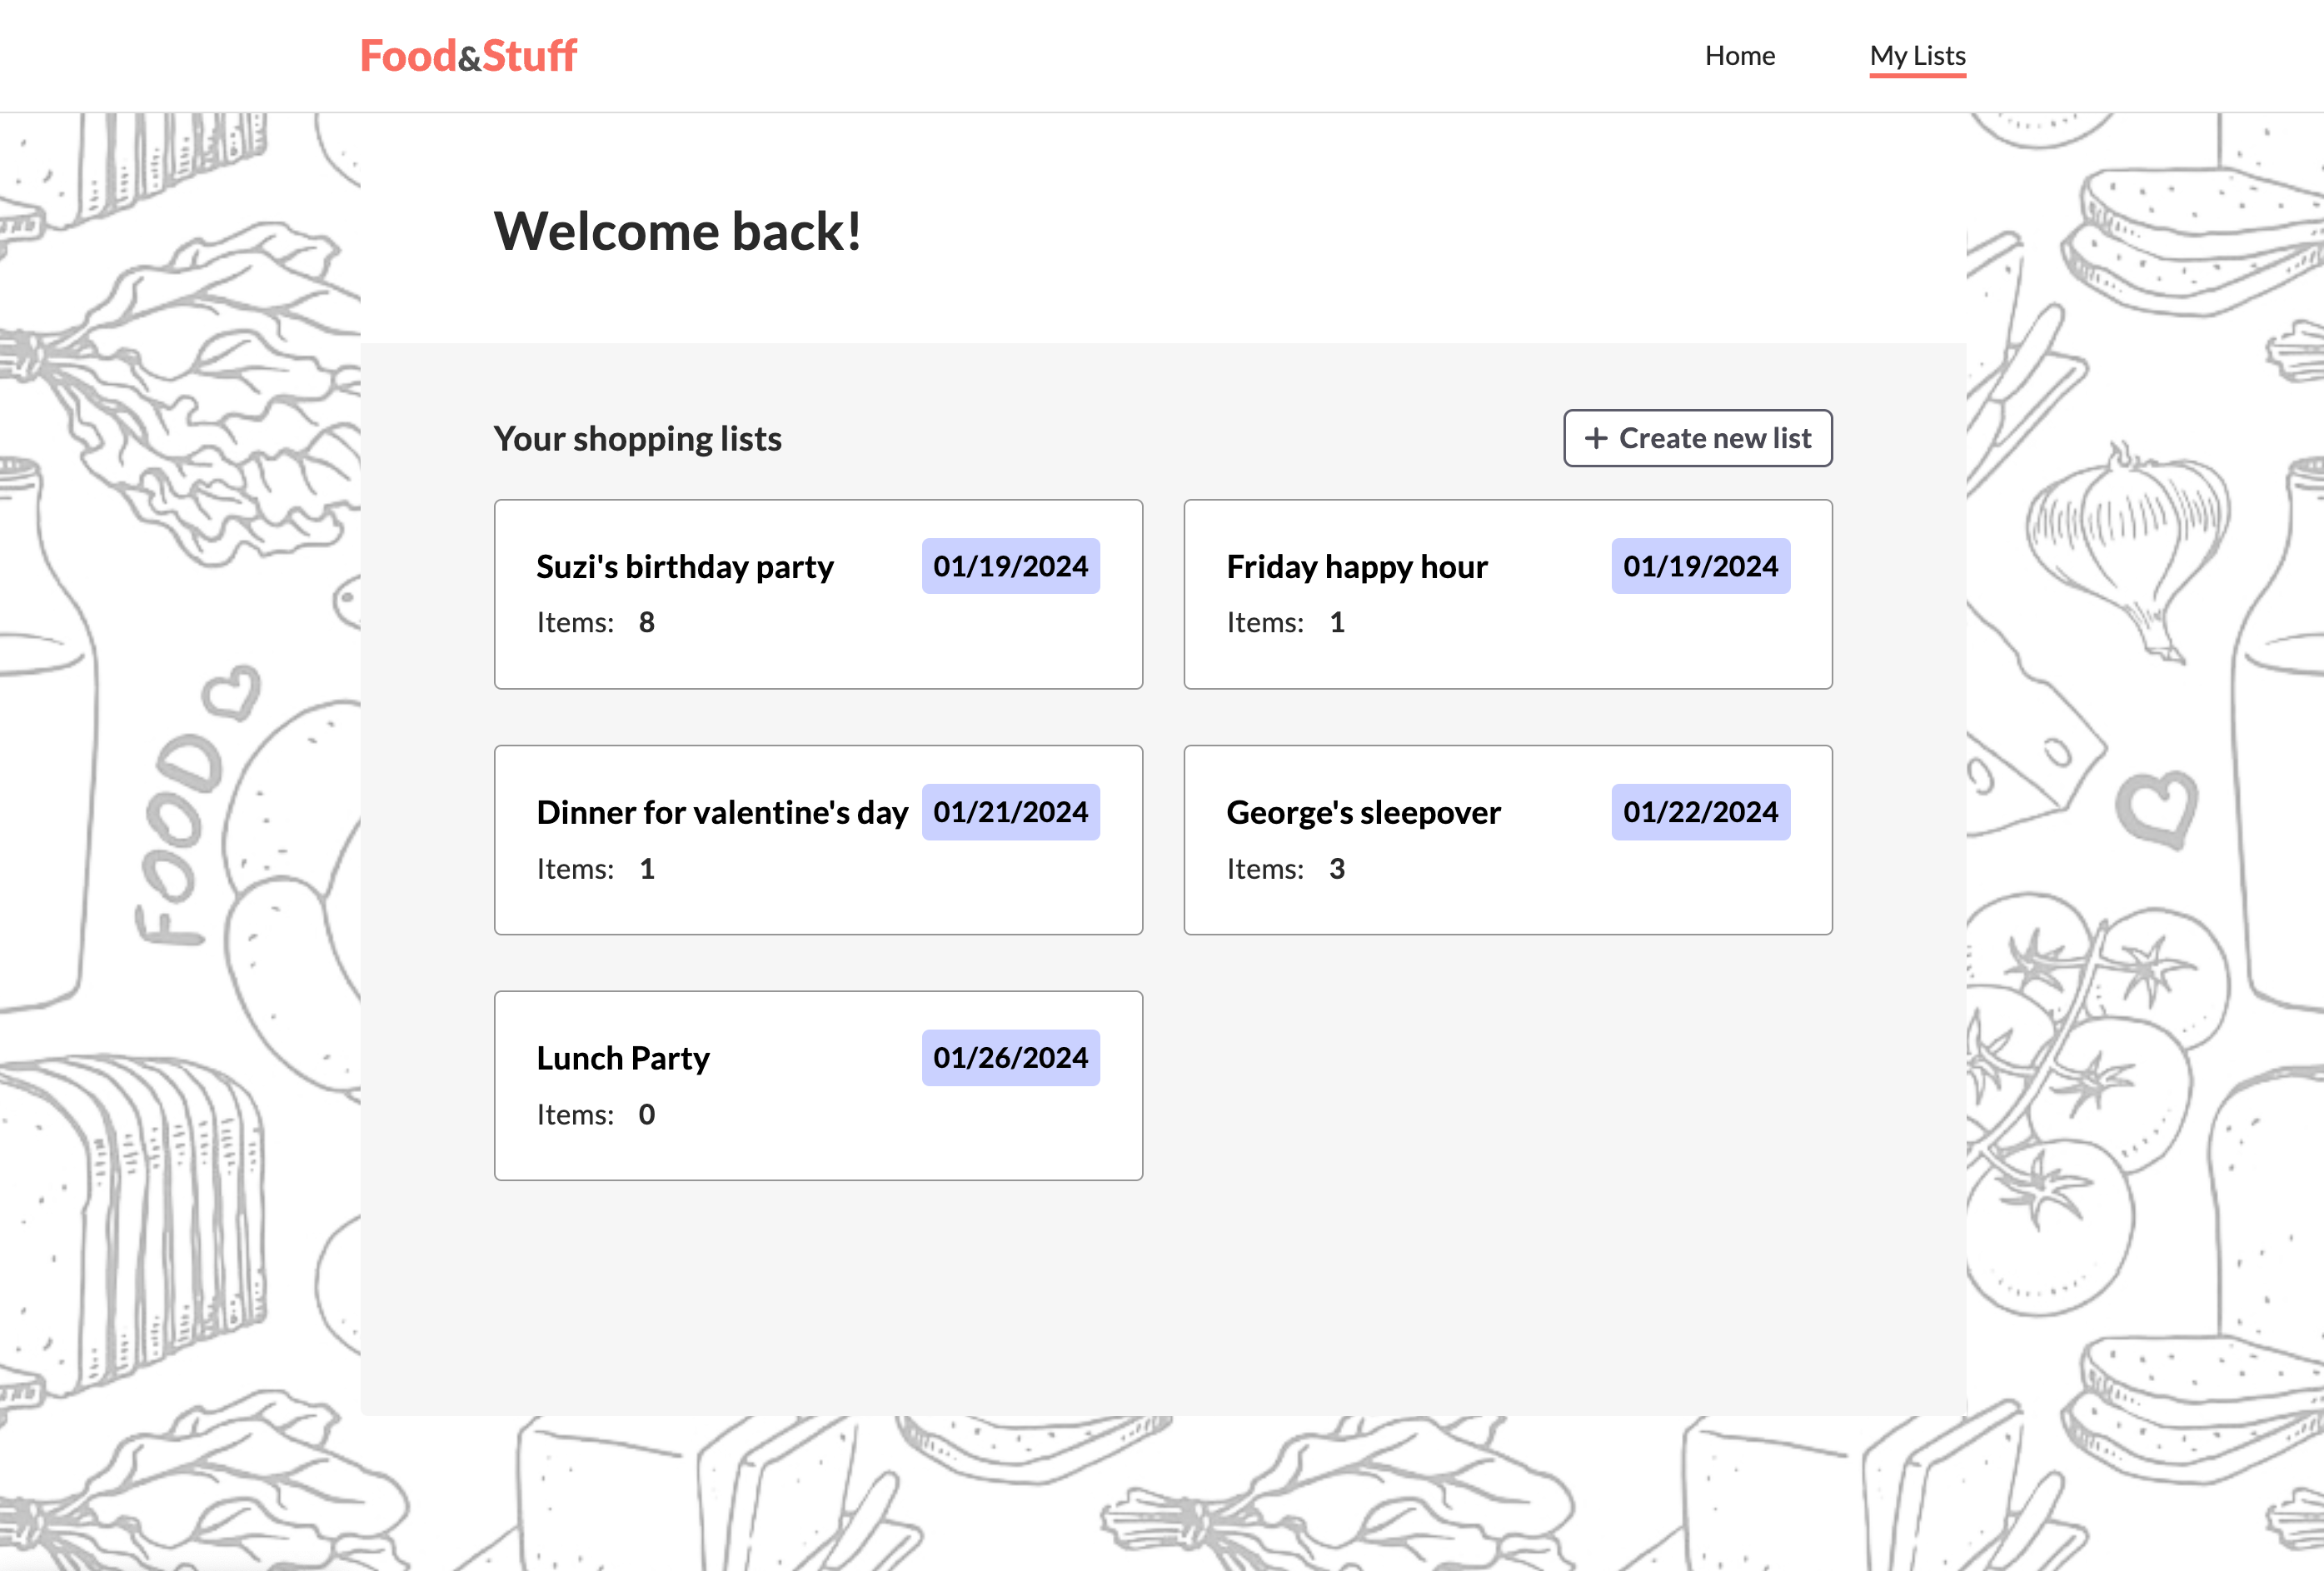 Food&Stuff
Home
My Lists
Welcome back!
Your shopping lists
+ Create new list
Suzi's birthday party
01/19/2024
Items: 8
Friday happy hour
01/19/2024
Items: 1
Dinner for valentine's day
01/21/2024
Items: 1
George's sleepover
01/22/2024
Items: 3
Lunch Party
01/26/2024
Items: 0
FOOD